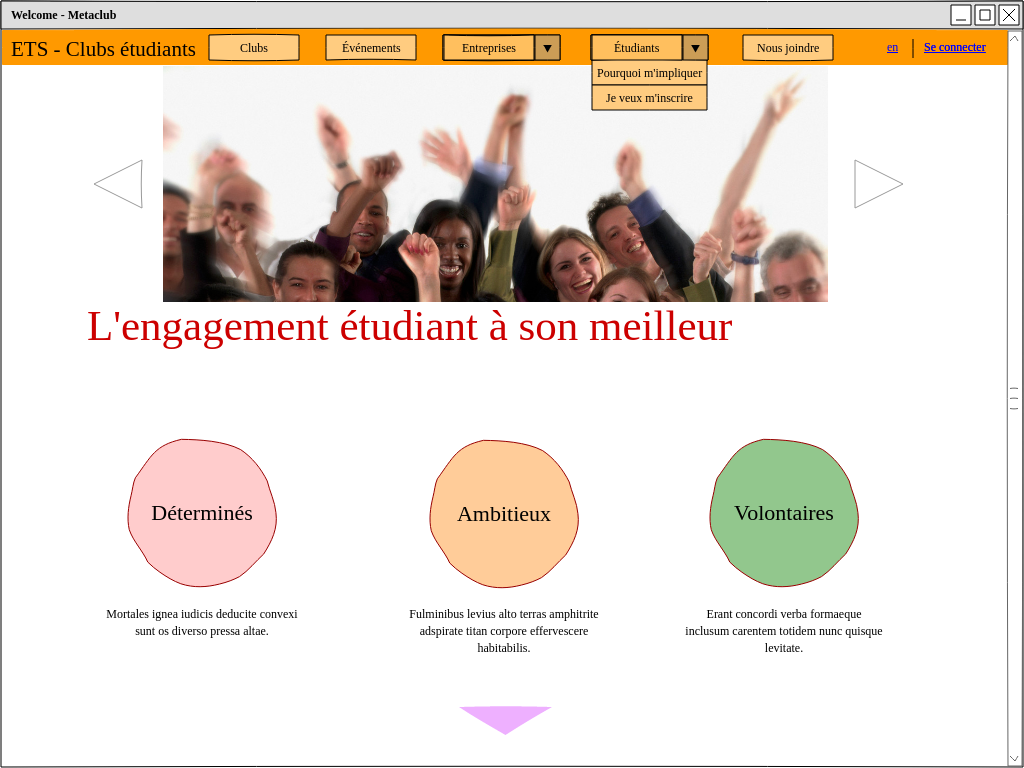 Welcome - Metaclub
ETS - Clubs étudiants
Clubs
Événements
Entreprises
Étudiants
Nous joindre
en
Se connecter
Pourquoi m'impliquer
Je veux m'inscrire
L'engagement étudiant à son meilleur
Déterminés
Ambitieux
Volontaires
Mortales ignea iudicis deducite convexi
sunt os diverso pressa altae.
Fulminibus levius alto terras amphitrite
adspirate titan corpore effervescere
habitabilis.
Erant concordi verba formaeque
inclusum carentem totidem nunc quisque
levitate.